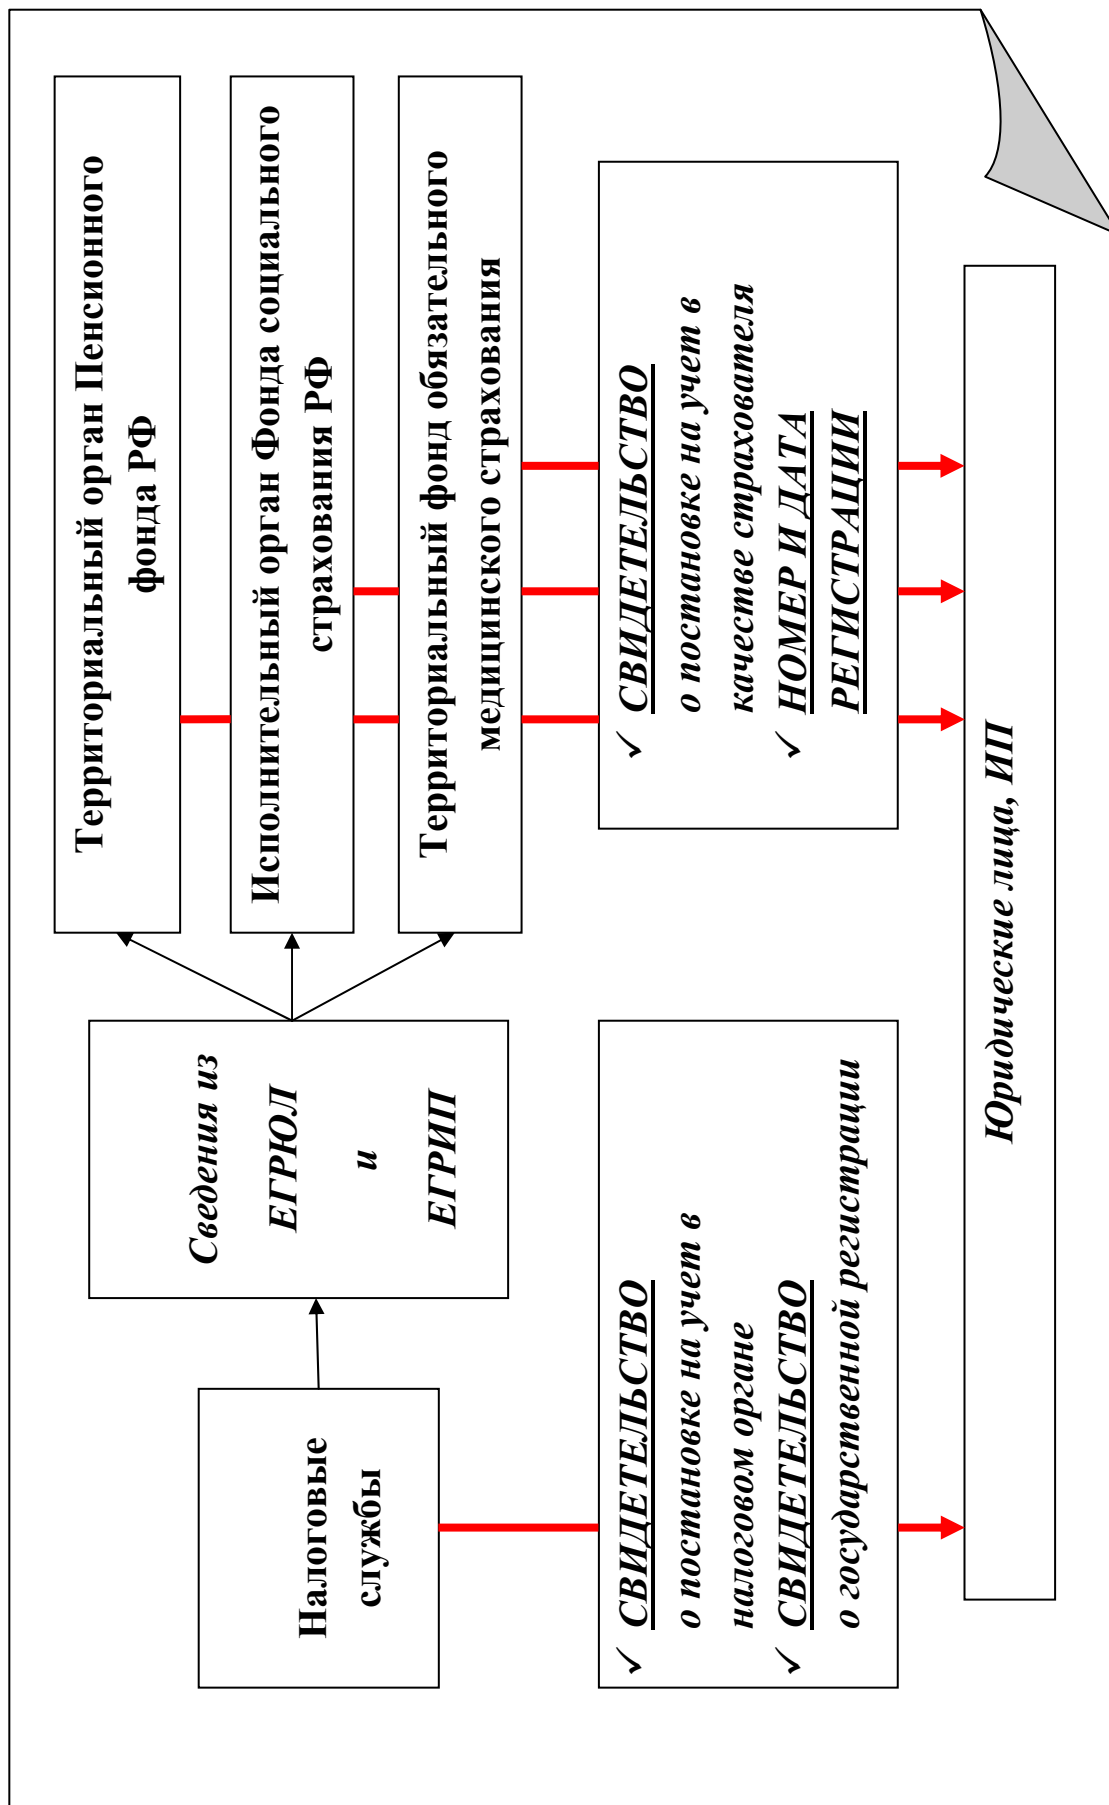 Налоговые
службы
Сведения из
ЕГРЮЛ
и
ЕГРИП
Территориальный орган Пенсионного
фонда РФ
Исполнительный орган Фонда социального
страхования РФ
Территориальный фонд обязательного
медицинского страхования
✓ СВИДЕТЕЛЬСТВО
о постановке на учет в
налоговом органе
✓ СВИДЕТЕЛЬСТВО
о государственной регистрации
✓ СВИДЕТЕЛЬСТВО
о постановке на учет в
качестве страхователя
✓ НОМЕР И ДАТА
РЕГИСТРАЦИИ
Юридические лица, ИП